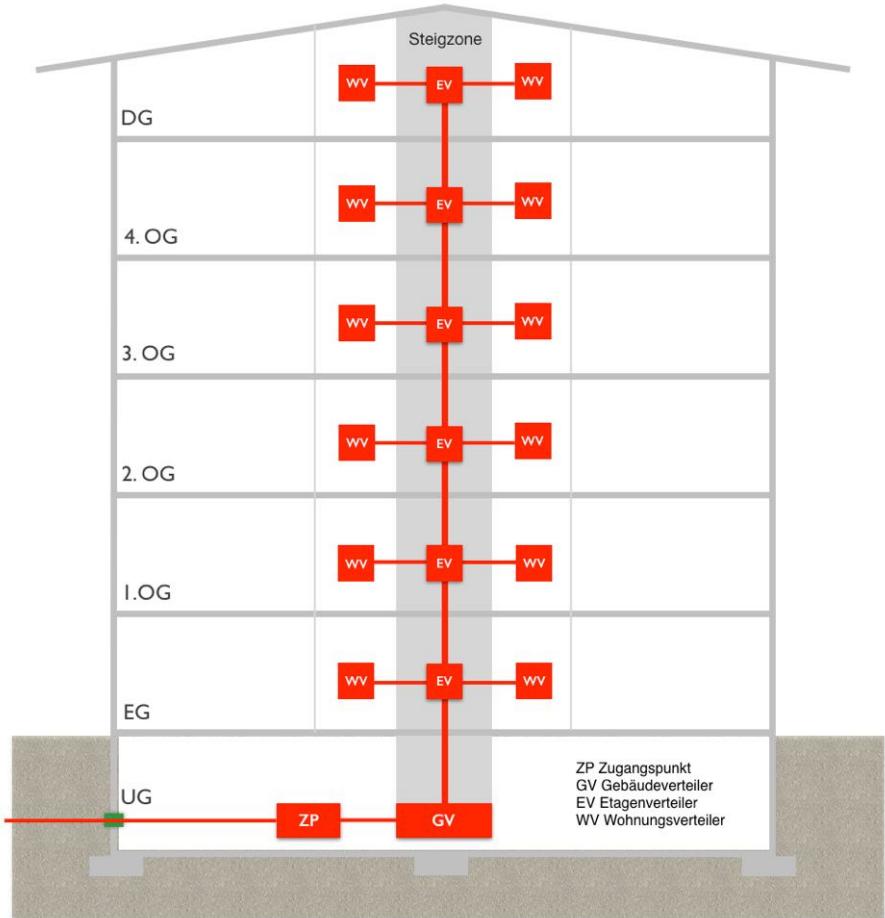 Steigzone
WV EV WV
DG
WV EV WV
4. OG
WV EV WV
3. OG
WV EV WV
2. OG
WV EV WV
1.OG
WV EV WV
EG
UG
ZP GV
ZP Zugangspunkt
GV Gebäudeverteiler
EV Etagenverteiler
WV Wohnungsverteiler